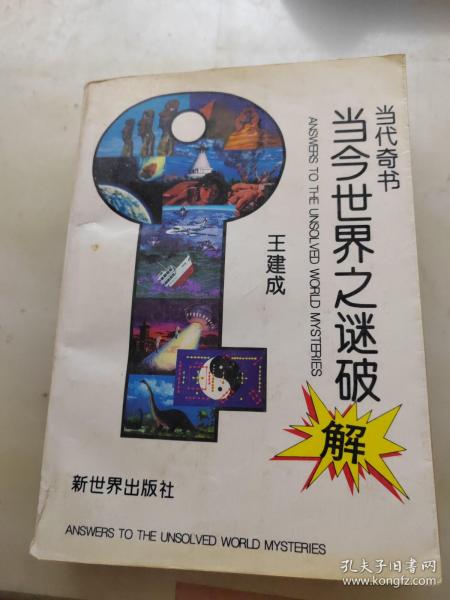 当代奇书
当今世界之谜破
解
ANSWERS TO THE UNSOLVED WORLD MYSTERIES
王建成
新世界出版社
ANSWERS TO THE UNSOLVED WORLD MYSTERIES
孔夫子旧书网
www.kongfz.com